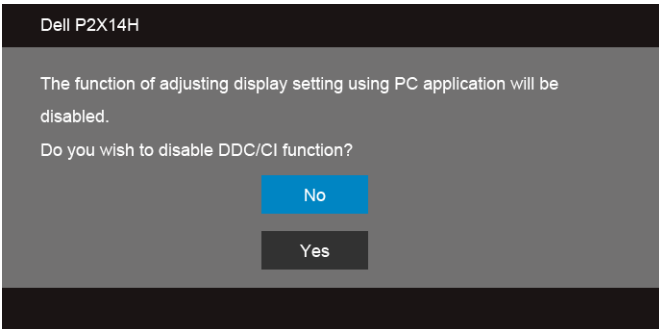 Dell P2X14H
The function of adjusting display setting using PC application will be
disabled.
Do you wish to disable DDC/CI function?
No
Yes